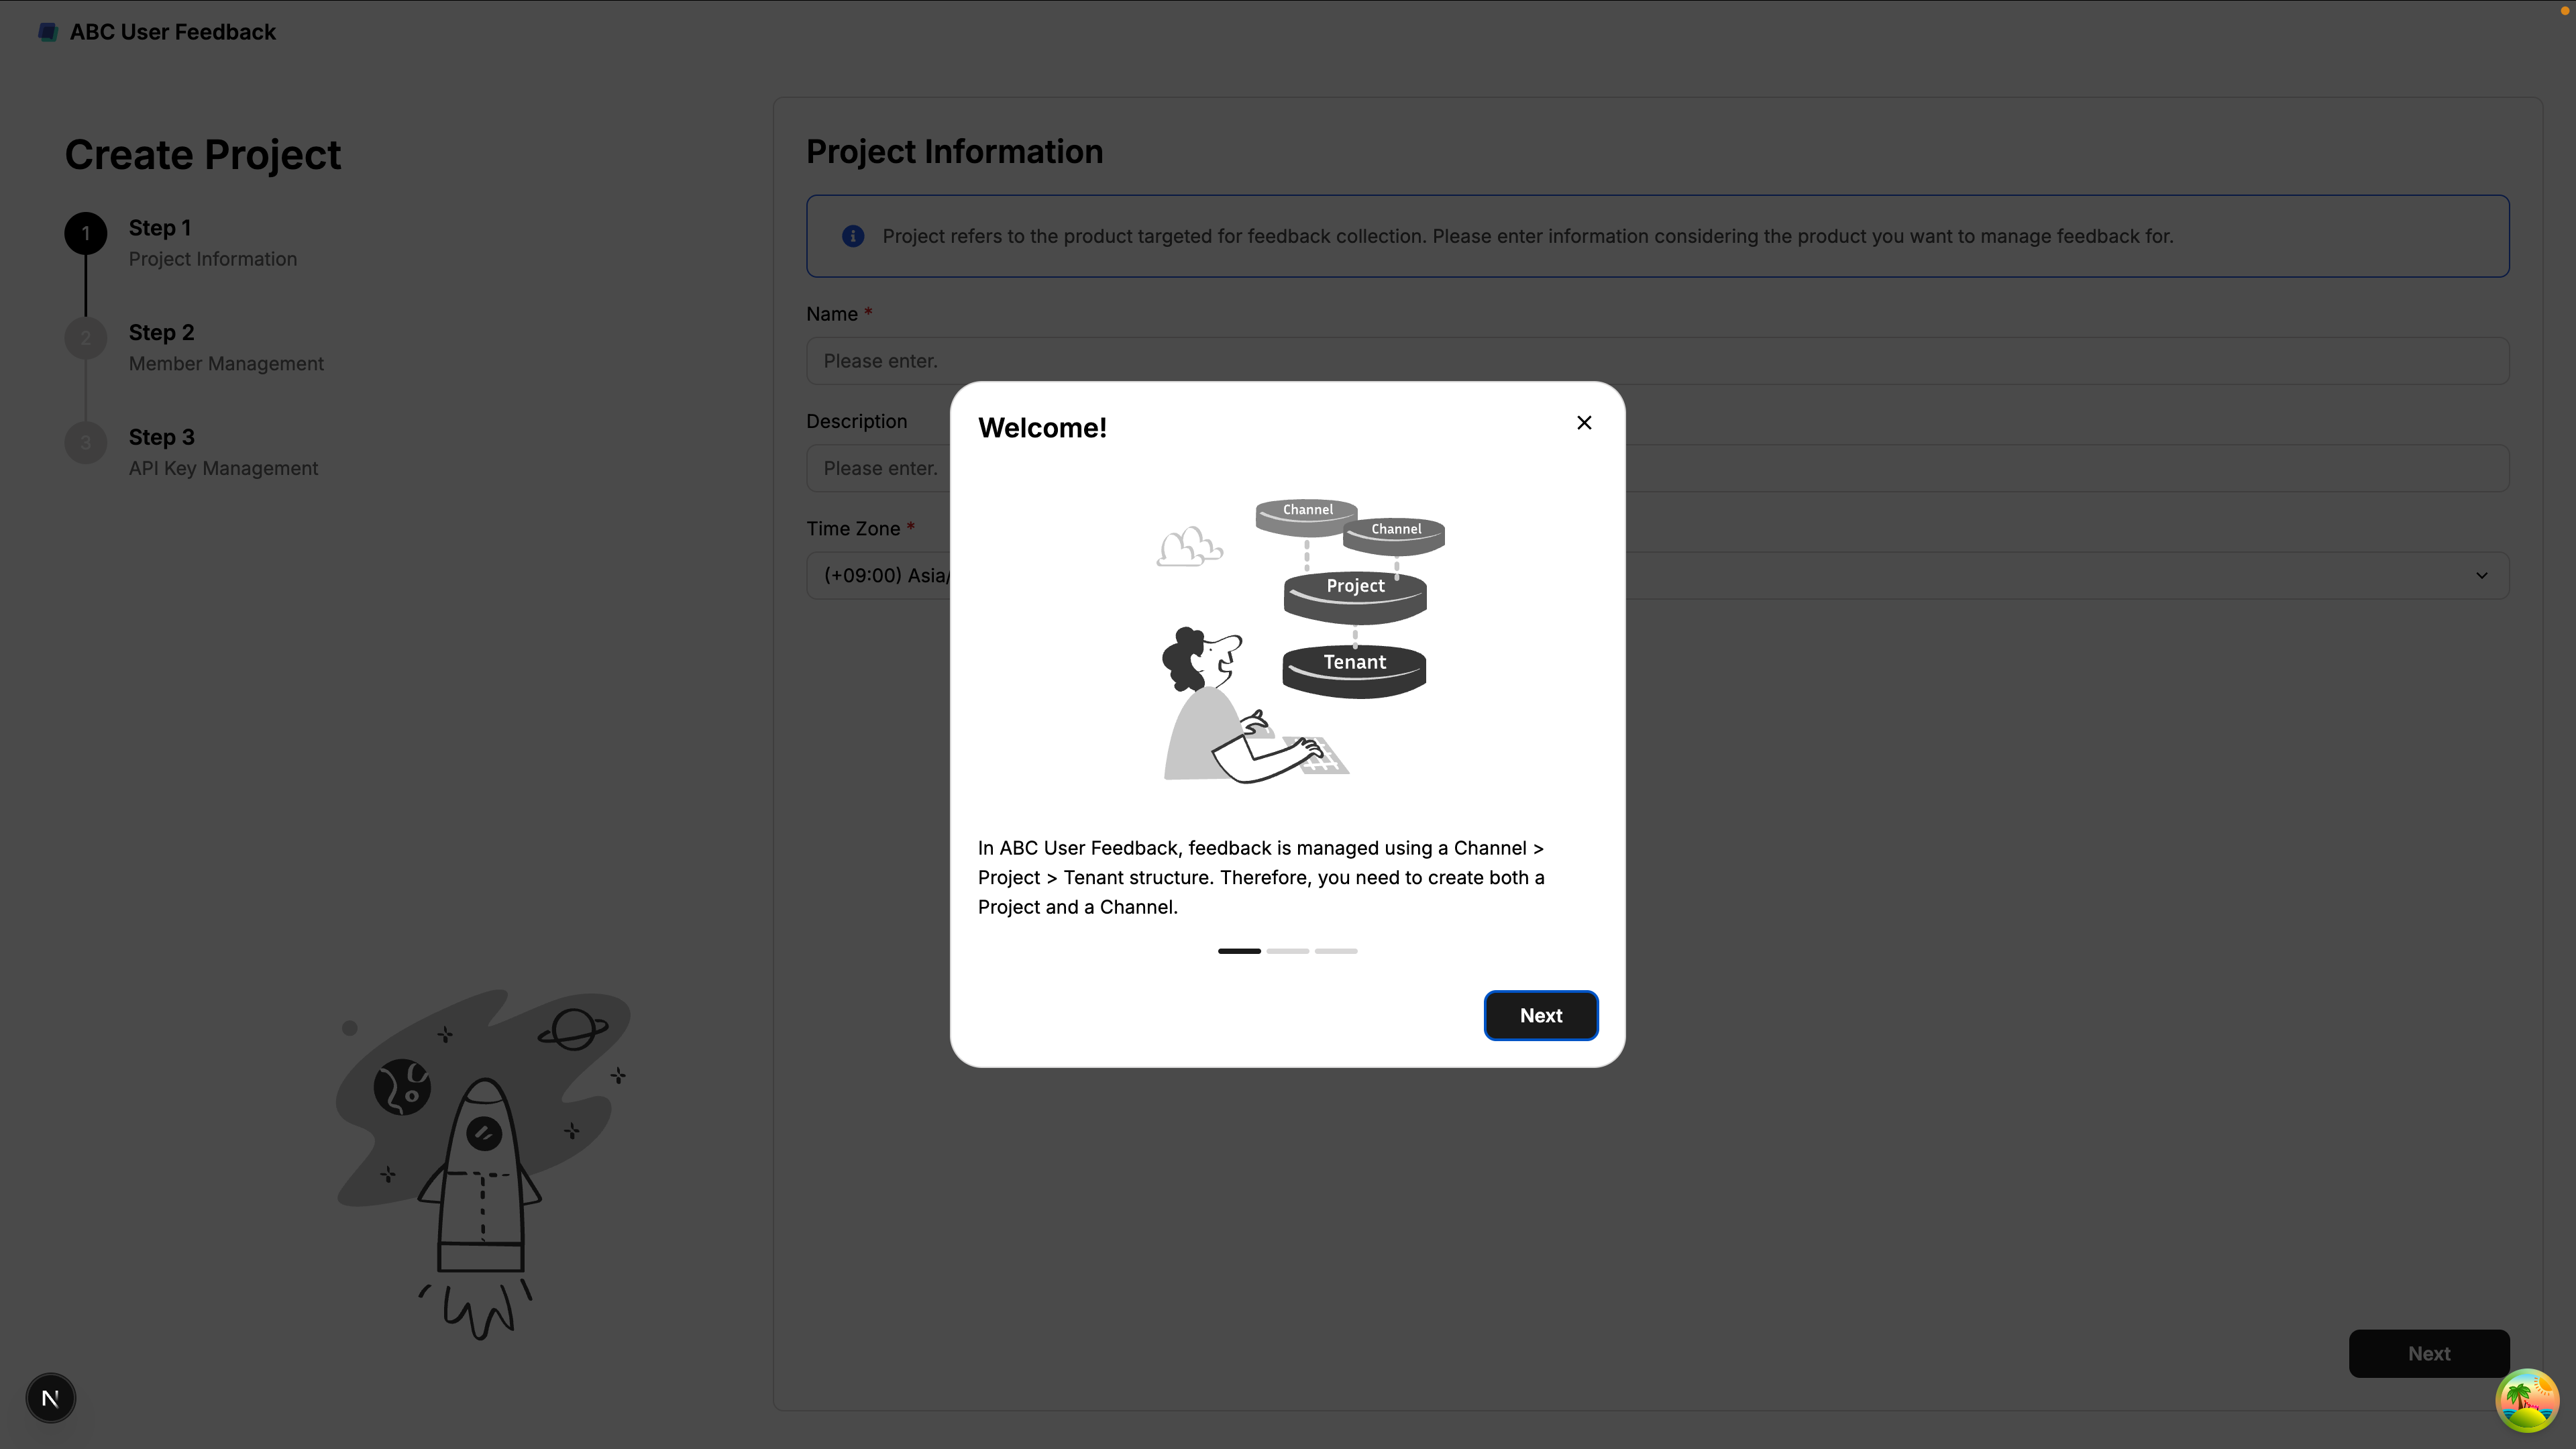 ABC User Feedback
Create Project
1
Step 1
Project Information
2
Step 2
Member Management
3
Step 3
API Key Management
Project Information
Project refers to the product targeted for feedback collection. Please enter information considering the product you want to manage feedback for.
Name *
Please enter.
Description
Please enter.
Time Zone *
(+09:00) Asia/
Welcome!
Channel
Channel
Project
Tenant
In ABC User Feedback, feedback is managed using a Channel >
Project > Tenant structure. Therefore, you need to create both a
Project and a Channel.
Next
Next
N